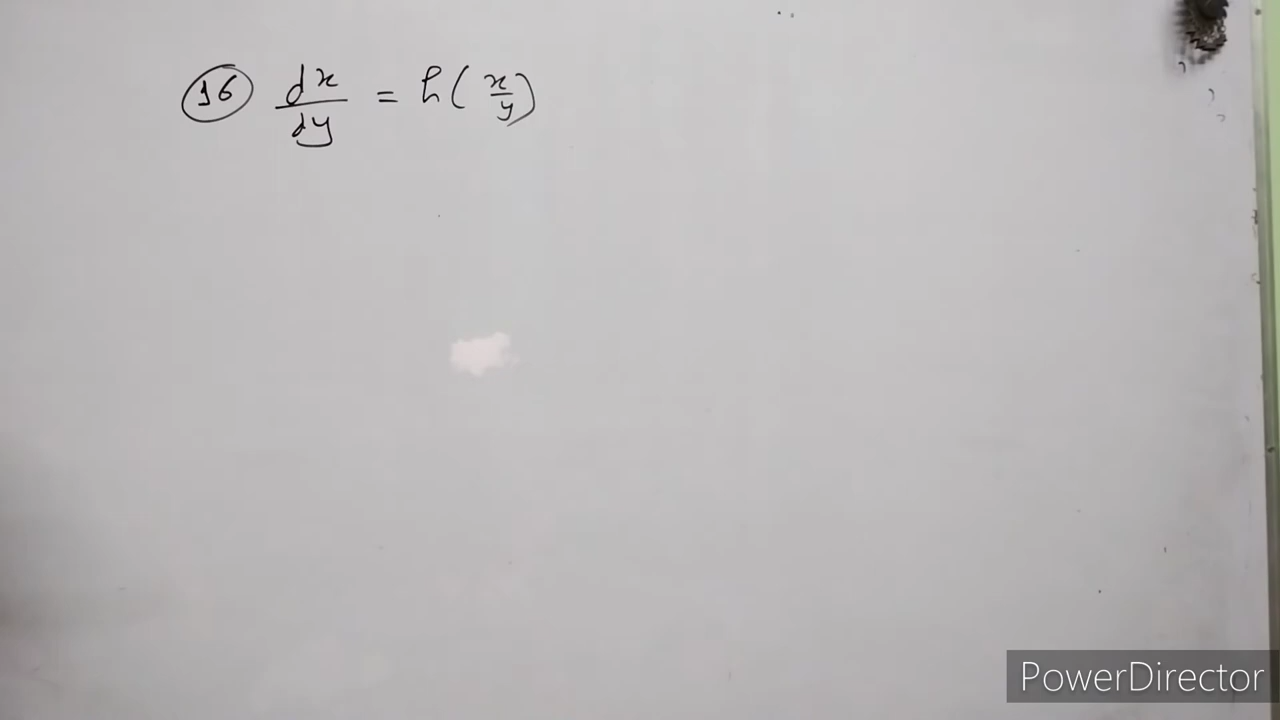 16 dx/dy = h(x/y)
PowerDirector